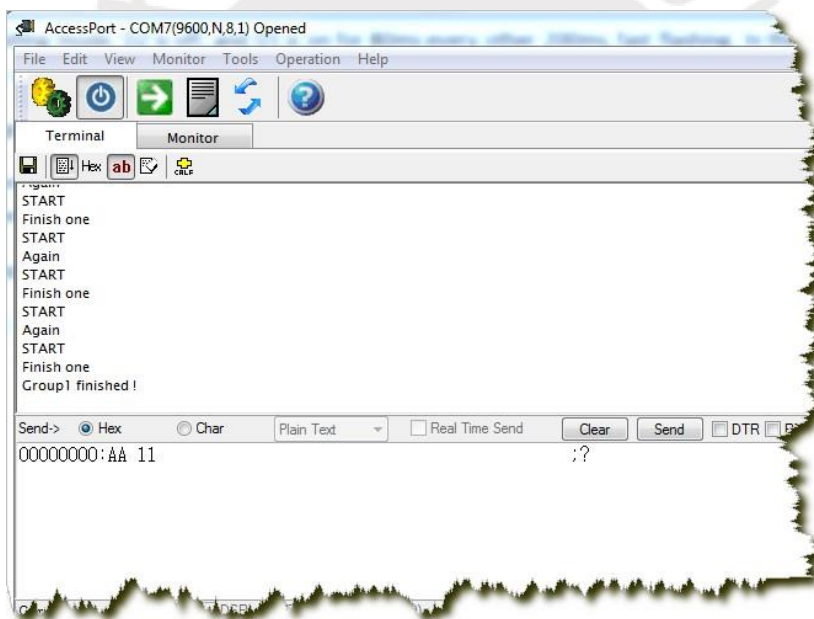 AccessPort - COM7(9600,N,8,1) Opened
File Edit View Monitor Tools Operation Help
Terminal Monitor
Hex ab CRLF
Again
START
Finish one
START
Again
START
Finish one
START
Again
START
Finish one
Group1 finished !
Send-> Hex Char Plain Text Real Time Send Clear Send DTR
00000000:AA 11 ;?